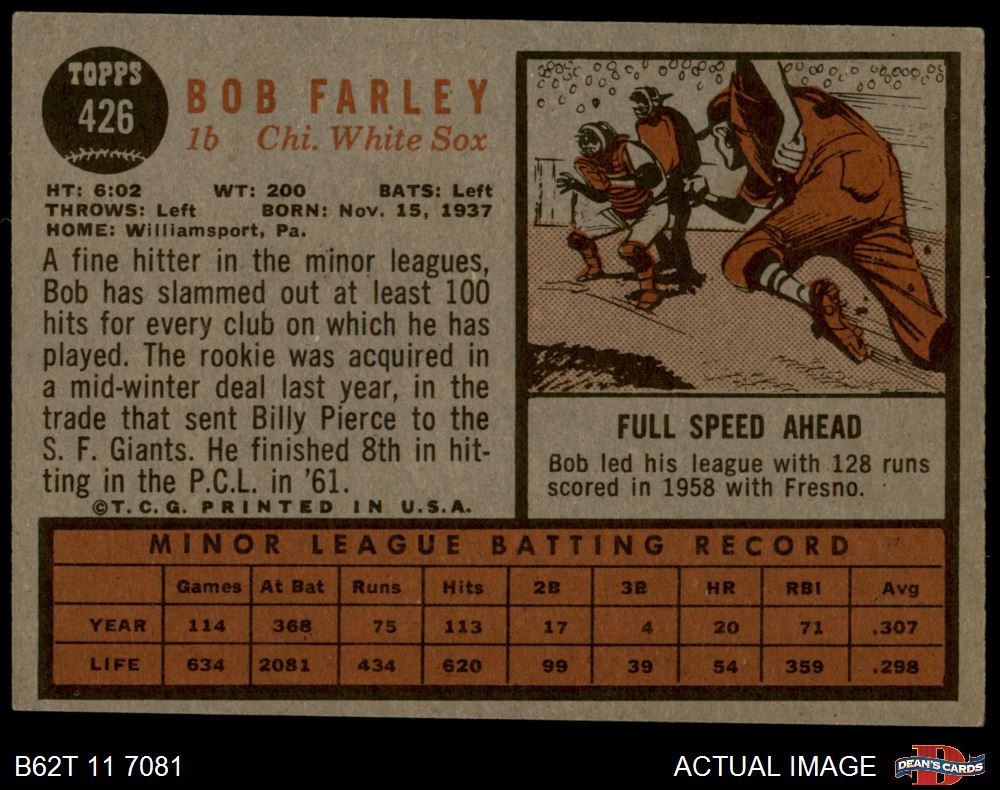 TOPPS
426
BOB FARLEY
1b Chi. White Sox
HT: 6:02 WT: 200 BATS: Left
THROWS: Left BORN: Nov. 15, 1937
HOME: Williamsport, Pa.
A fine hitter in the minor leagues,
Bob has slammed out at least 100
hits for every club on which he has
played. The rookie was acquired in
a mid-winter deal last year, in the
trade that sent Billy Pierce to the
S. F. Giants. He finished 8th in hit-
ting in the P.C.L. in '61.
©T.C.G. PRINTED IN U.S.A.
FULL SPEED AHEAD
Bob led his league with 128 runs
scored in 1958 with Fresno.
MINOR LEAGUE BATTING RECORD
Games At Bat Runs Hits 2B 3B HR RBI Avg
YEAR 114 368 75 113 17 4 20 71 .307
LIFE 634 2081 434 620 99 39 54 359 .298
B62T 11 7081
ACTUAL IMAGE
D
DEAN'S CARDS